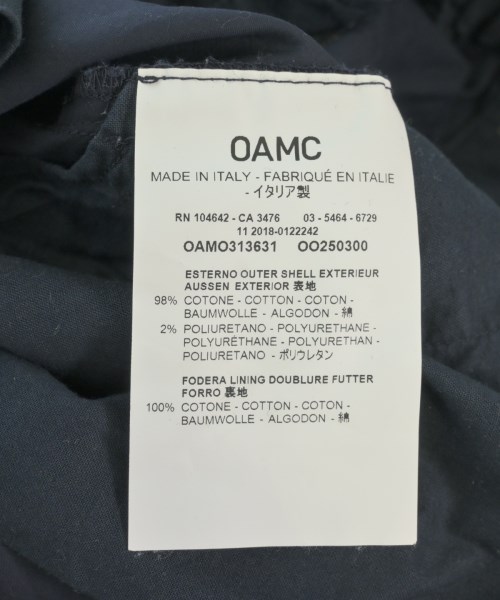 OAMC
MADE IN ITALY - FABRIQUÉ EN ITALIE
- イタリア製
RN 104642 - CA 3476 03 - 5464 - 6729
11 2018-0122242
OAMO313631 OO250300
ESTERNO OUTER SHELL EXTERIEUR
AUSSEN EXTERIOR 表地
98% COTONE - COTTON - COTON -
BAUMWOLLE - ALGODON - 綿
2% POLIURETANO - POLYURETHANE -
POLYURÉTHANE - POLYURETHAN -
POLIURETANO - ポリウレタン
FODERA LINING DOUBLURE FUTTER
FORRO 裏地
100% COTONE - COTTON - COTON -
BAUMWOLLE - ALGODON - 綿